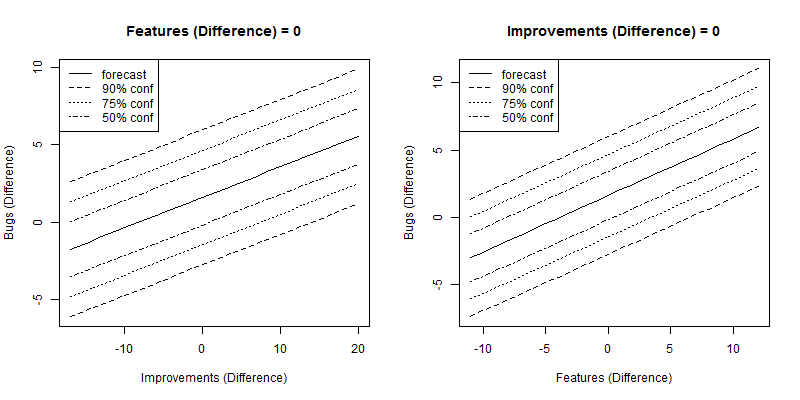 Features (Difference) = 0
Bugs (Difference)
10
5
0
-5
forecast
90% conf
75% conf
50% conf
-10
0
10
20
Improvements (Difference)
Improvements (Difference) = 0
Bugs (Difference)
10
5
0
-5
forecast
90% conf
75% conf
50% conf
-10
-5
0
5
10
Features (Difference)